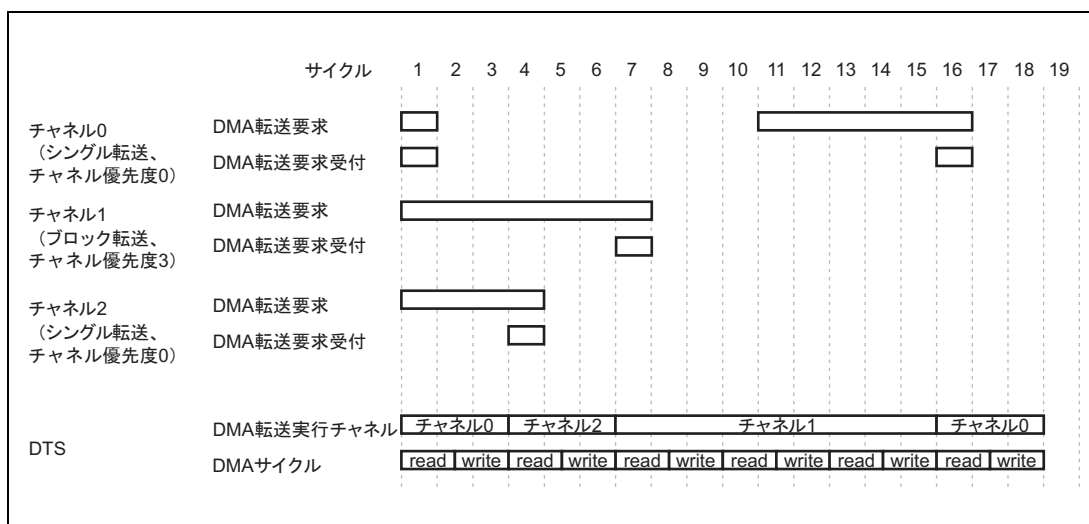 サイクル 1 2 3 4 5 6 7 8 9 10 11 12 13 14 15 16 17 18 19
チャネル0
（シングル転送、
チャネル優先度0）
DMA転送要求
DMA転送要求受付
チャネル1
（ブロック転送、
チャネル優先度3）
DMA転送要求
DMA転送要求受付
チャネル2
（シングル転送、
チャネル優先度0）
DMA転送要求
DMA転送要求受付
DTS
DMA転送実行チャネル チャネル0 チャネル2 チャネル1 チャネル0
DMAサイクル read write read write read write read write read write read write